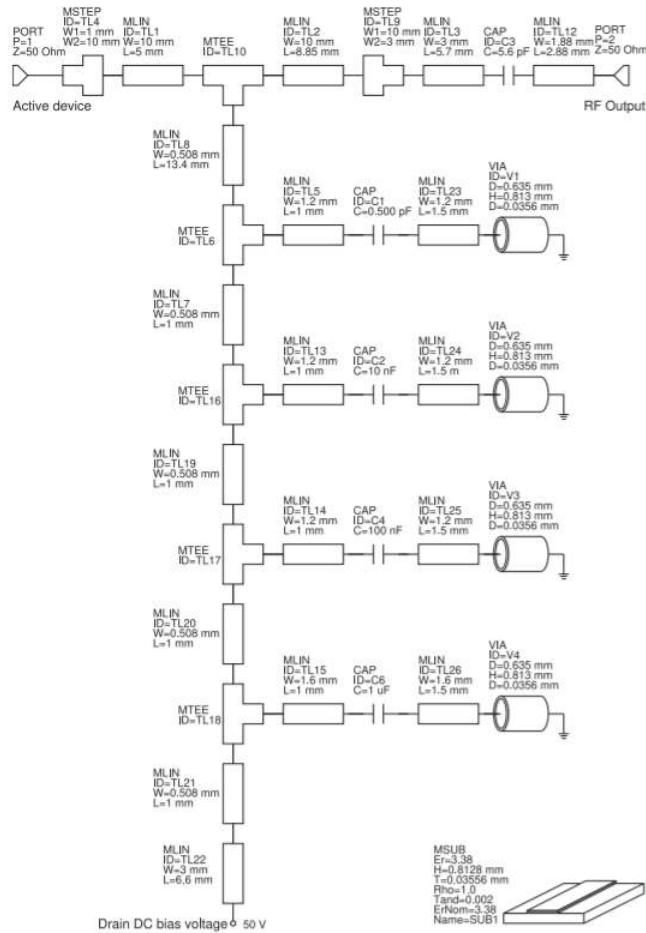 PORT
P=1
Z=50 Ohm
Active device
MSTEP
ID=TL4
W1=1 mm
W2=10 mm
MLIN
ID=TL1
W=10 mm
L=5 mm
MTEE
ID=TL10
MLIN
ID=TL2
W=10 mm
L=8.85 mm
MSTEP
ID=TL9
W1=10 mm
W2=3 mm
MLIN
ID=TL3
W=3 mm
L=5.7 mm
CAP
ID=C3
C=5.6 pF
MLIN
ID=TL12
W=1.88 mm
L=2.88 mm
PORT
P=2
Z=50 Ohm
RF Output
MLIN
ID=TL8
W=0.508 mm
L=13.4 mm
MTEE
ID=TL6
MLIN
ID=TL5
W=1.2 mm
L=1 mm
CAP
ID=C1
C=0.500 pF
MLIN
ID=TL23
W=1.2 mm
L=1.5 mm
VIA
ID=V1
D=0.635 mm
H=0.813 mm
D=0.0356 mm
MLIN
ID=TL7
W=0.508 mm
L=1 mm
MTEE
ID=TL16
MLIN
ID=TL13
W=1.2 mm
L=1 mm
CAP
ID=C2
C=10 nF
MLIN
ID=TL24
W=1.2 mm
L=1.5 m
VIA
ID=V2
D=0.635 mm
H=0.813 mm
D=0.0356 mm
MLIN
ID=TL19
W=0.508 mm
L=1 mm
MTEE
ID=TL17
MLIN
ID=TL14
W=1.2 mm
L=1 mm
CAP
ID=C4
C=100 nF
MLIN
ID=TL25
W=1.2 mm
L=1.5 mm
VIA
ID=V3
D=0.635 mm
H=0.813 mm
D=0.0356 mm
MLIN
ID=TL20
W=0.508 mm
L=1 mm
MTEE
ID=TL18
MLIN
ID=TL15
W=1.6 mm
L=1 mm
CAP
ID=C6
C=1 uF
MLIN
ID=TL26
W=1.6 mm
L=1.5 mm
VIA
ID=V4
D=0.635 mm
H=0.813 mm
D=0.0356 mm
MLIN
ID=TL21
W=0.508 mm
L=1 mm
MLIN
ID=TL22
W=3 mm
L=6.6 mm
Drain DC bias voltage 50 V
MSUB
Er=3.38
H=0.8128 mm
T=0.03556 mm
Rho=1.0
Tand=0.002
ErNom=3.38
Name=SUB1